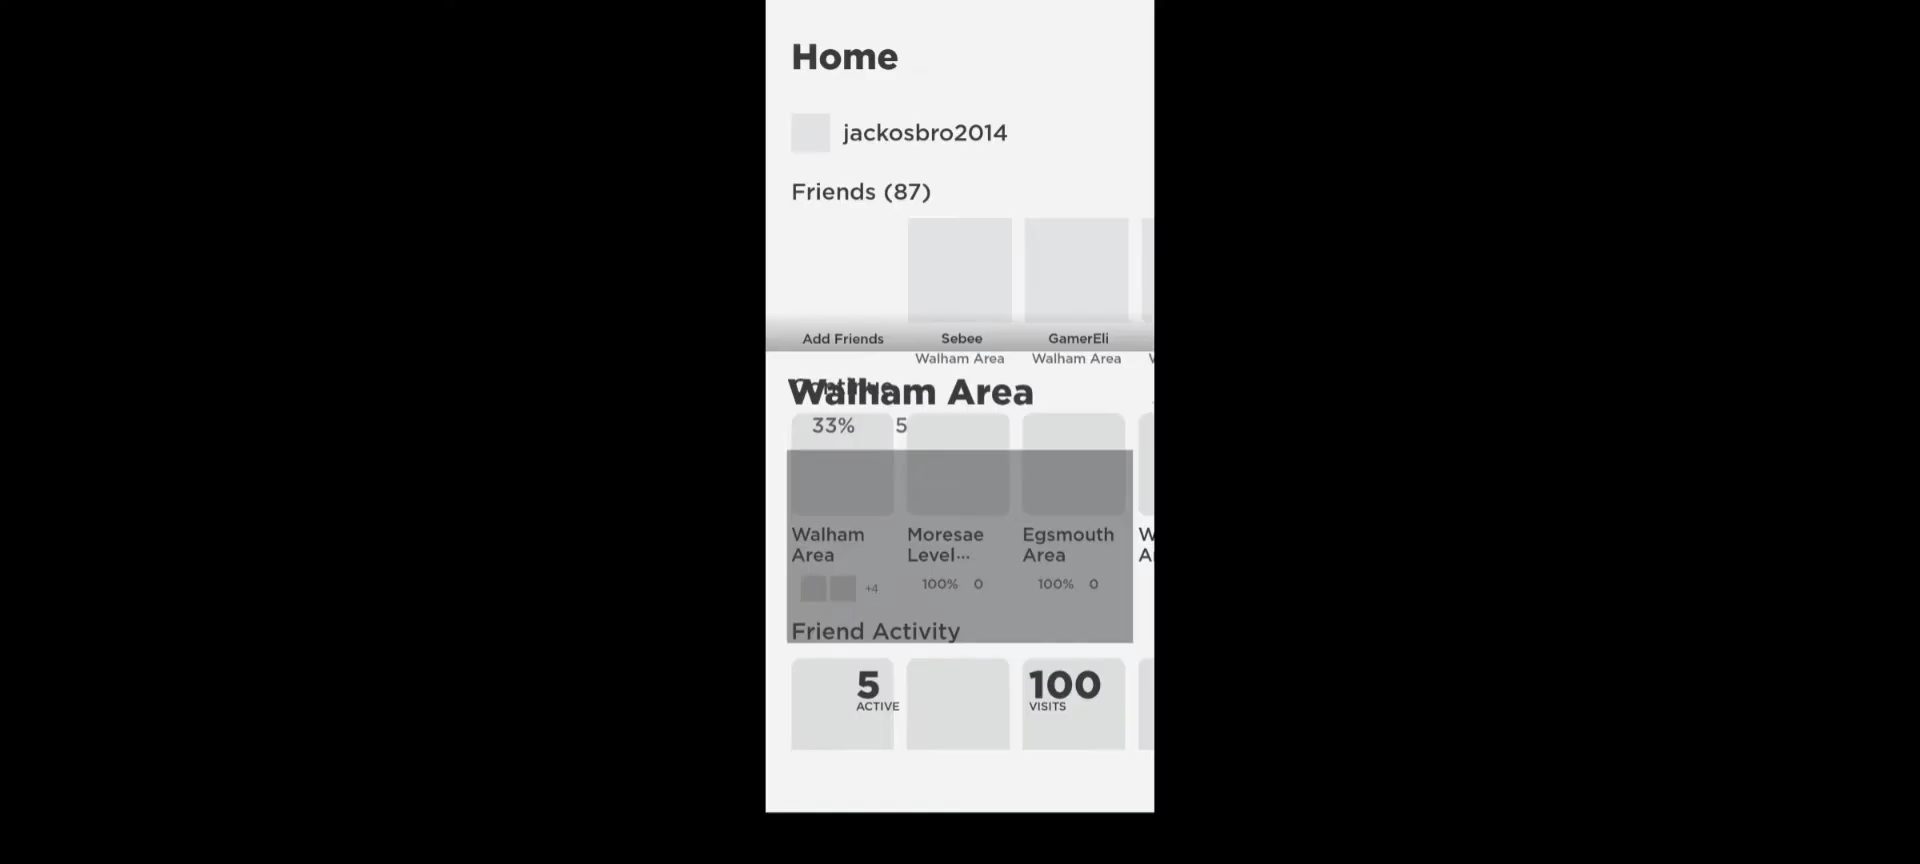 Home
jackosbro2014
Friends (87)
Add Friends Sebee GamerEli
Walham Area Walham Area
Walham Area
33% 5
Walham Moresae Egsmouth
Area Level... Area
+4 100% 0 100% 0
Friend Activity
5 100
ACTIVE VISITS